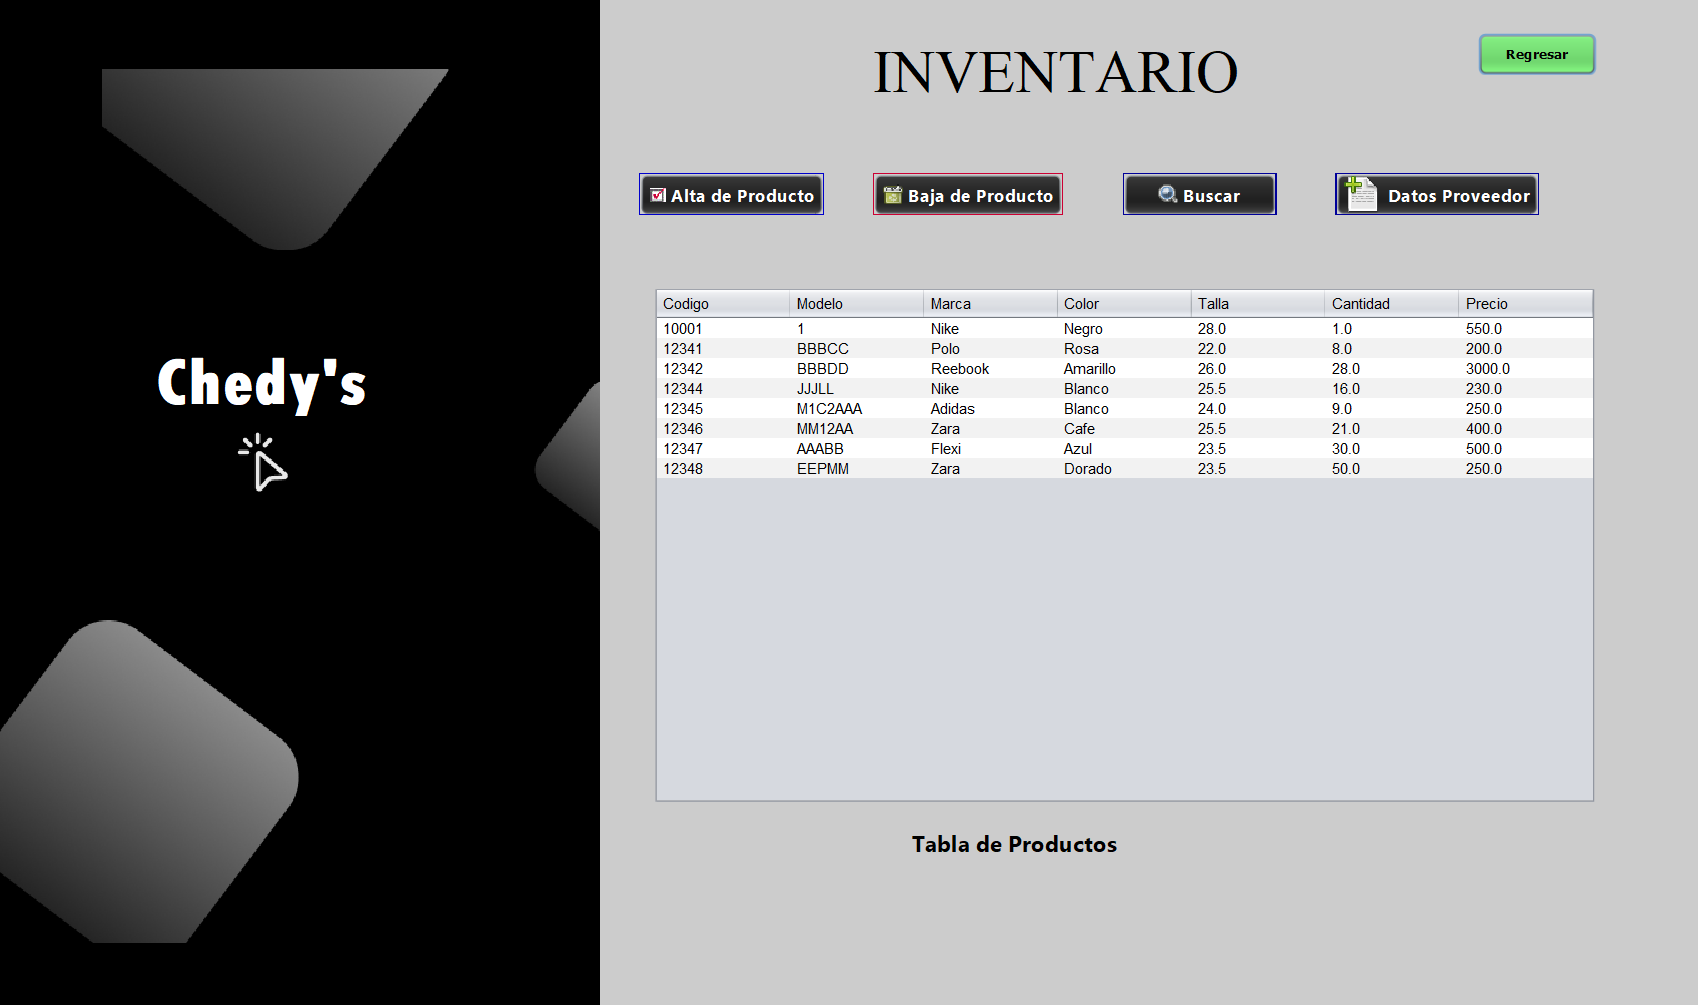 Chedy's
INVENTARIO
Regresar
Alta de Producto
Baja de Producto
Buscar
Datos Proveedor
Codigo Modelo Marca Color Talla Cantidad Precio
10001 1 Nike Negro 28.0 1.0 550.0
12341 BBBCC Polo Rosa 22.0 8.0 200.0
12342 BBBDD Reebook Amarillo 26.0 28.0 3000.0
12344 JJJLL Nike Blanco 25.5 16.0 230.0
12345 M1C2AAA Adidas Blanco 24.0 9.0 250.0
12346 MM12AA Zara Cafe 25.5 21.0 400.0
12347 AAABB Flexi Azul 23.5 30.0 500.0
12348 EEPMM Zara Dorado 23.5 50.0 250.0
Tabla de Productos